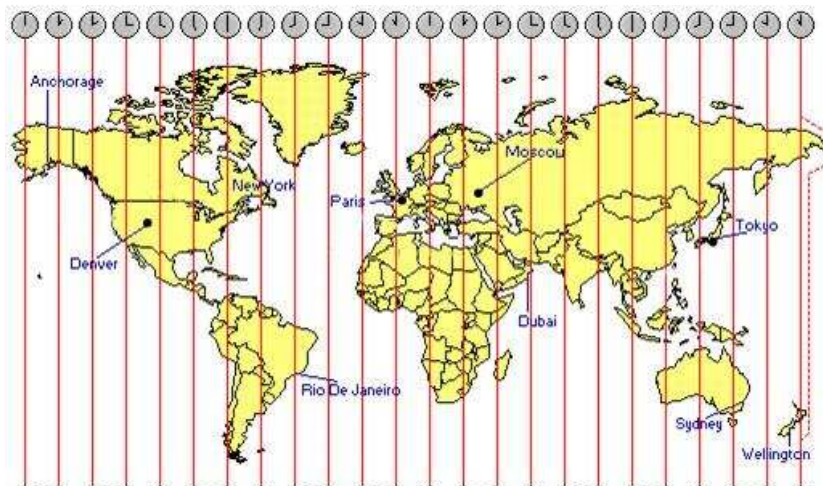 Anchorage
Moscou
New York
Paris
Tokyo
Denver
Dubai
Rio De Janeiro
Sydney
Wellington